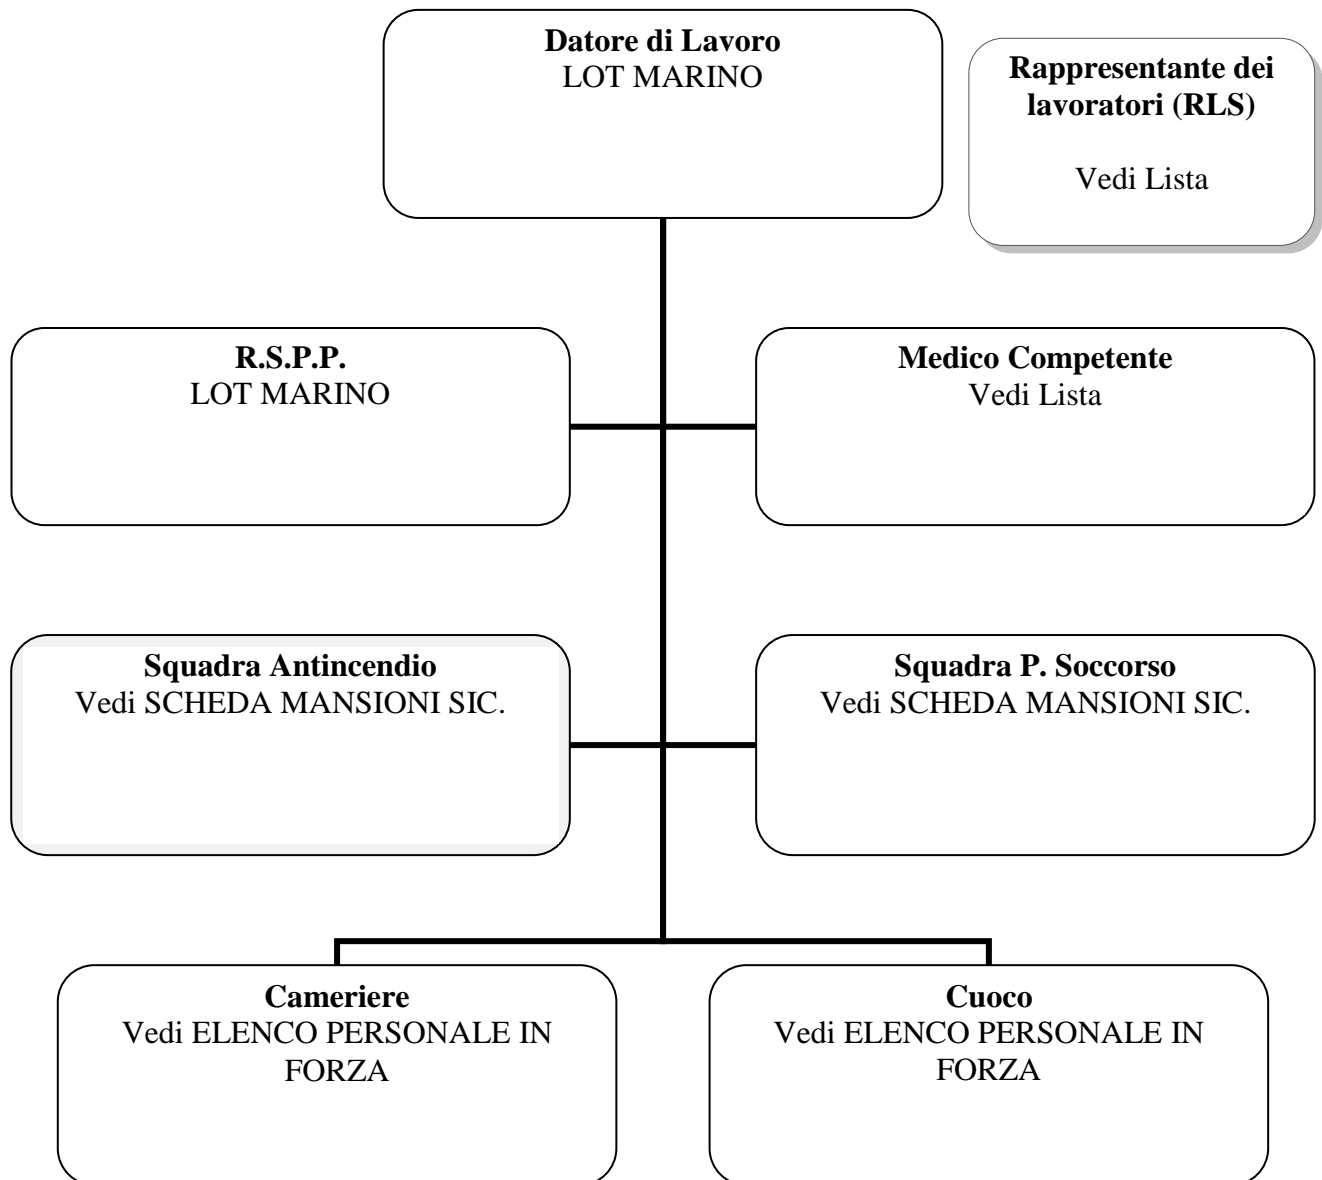 Datore di Lavoro
LOT MARINO
Rappresentante dei
lavoratori (RLS)
Vedi Lista
R.S.P.P.
LOT MARINO
Medico Competente
Vedi Lista
Squadra Antincendio
Vedi SCHEDA MANSIONI SIC.
Squadra P. Soccorso
Vedi SCHEDA MANSIONI SIC.
Cameriere
Vedi ELENCO PERSONALE IN
FORZA
Cuoco
Vedi ELENCO PERSONALE IN
FORZA